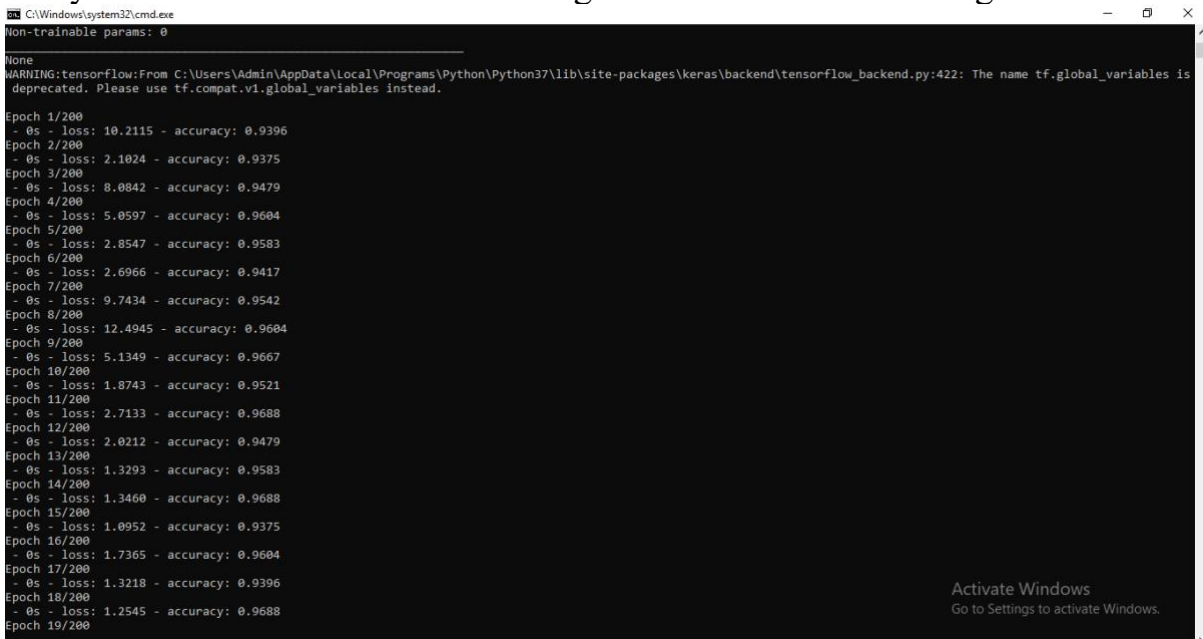 C:\Windows\system32\cmd.exe
Non-trainable params: 0
None
WARNING:tensorflow:From C:\Users\Admin\AppData\Local\Programs\Python\Python37\lib\site-packages\keras\backend\tensorflow_backend.py:422: The name tf.global_variables is
deprecated. Please use tf.compat.v1.global_variables instead.
Epoch 1/200
- 0s - loss: 10.2115 - accuracy: 0.9396
Epoch 2/200
- 0s - loss: 2.1024 - accuracy: 0.9375
Epoch 3/200
- 0s - loss: 8.0842 - accuracy: 0.9479
Epoch 4/200
- 0s - loss: 5.0597 - accuracy: 0.9604
Epoch 5/200
- 0s - loss: 2.8547 - accuracy: 0.9583
Epoch 6/200
- 0s - loss: 2.6966 - accuracy: 0.9417
Epoch 7/200
- 0s - loss: 9.7434 - accuracy: 0.9542
Epoch 8/200
- 0s - loss: 12.4945 - accuracy: 0.9604
Epoch 9/200
- 0s - loss: 5.1349 - accuracy: 0.9667
Epoch 10/200
- 0s - loss: 1.8743 - accuracy: 0.9521
Epoch 11/200
- 0s - loss: 2.7133 - accuracy: 0.9688
Epoch 12/200
- 0s - loss: 2.0212 - accuracy: 0.9479
Epoch 13/200
- 0s - loss: 1.3293 - accuracy: 0.9583
Epoch 14/200
- 0s - loss: 1.3460 - accuracy: 0.9688
Epoch 15/200
- 0s - loss: 1.0952 - accuracy: 0.9375
Epoch 16/200
- 0s - loss: 1.7365 - accuracy: 0.9604
Epoch 17/200
- 0s - loss: 1.3218 - accuracy: 0.9396
Epoch 18/200
- 0s - loss: 1.2545 - accuracy: 0.9688
Epoch 19/200
Activate Windows
Go to Settings to activate Windows.